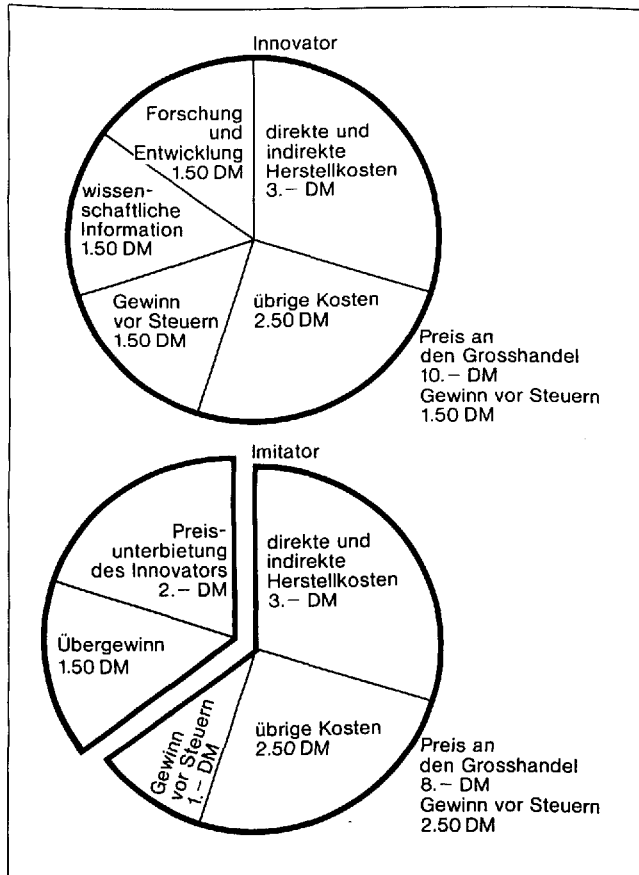 Innovator
Forschung
und
Entwicklung
1.50 DM
direkte und
indirekte
Herstellkosten
3.– DM
wissen-
schaftliche
Information
1.50 DM
Gewinn
vor Steuern
1.50 DM
übrige Kosten
2.50 DM
Preis an
den Grosshandel
10.– DM
Gewinn vor Steuern
1.50 DM
Imitator
Preis-
unterbietung
des Innovators
2.– DM
direkte und
indirekte
Herstellkosten
3.– DM
Übergewinn
1.50 DM
Gewinn
vor Steuern
1.– DM
übrige Kosten
2.50 DM
Preis an
den Grosshandel
8.– DM
Gewinn vor Steuern
2.50 DM